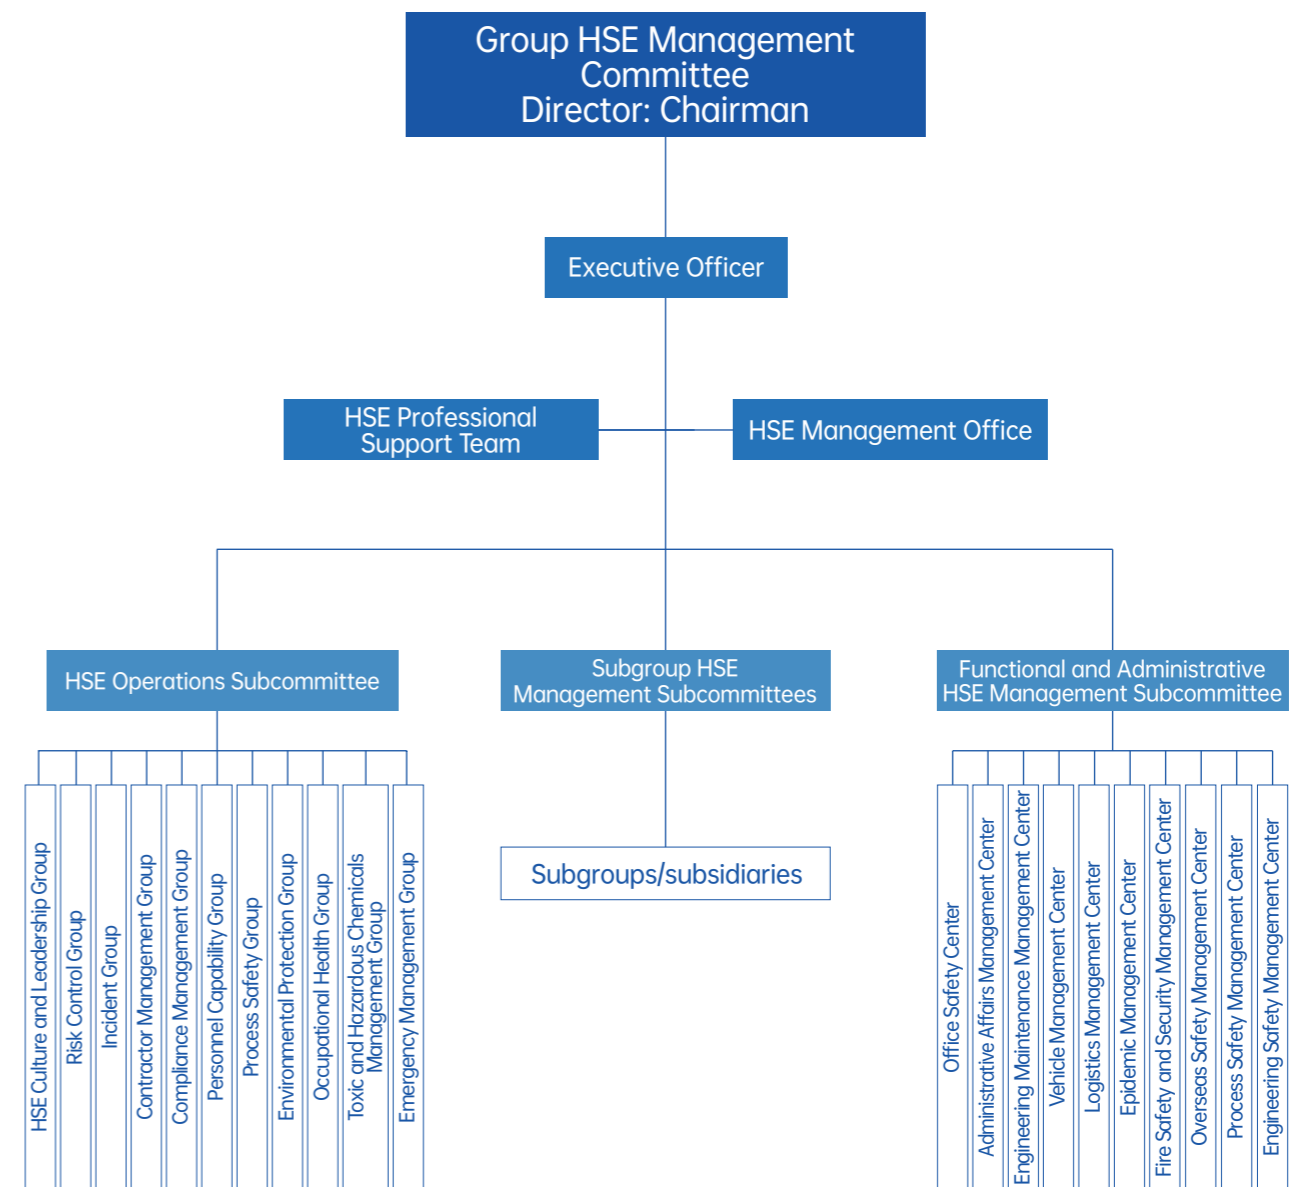 Group HSE Management
Committee
Director: Chairman
Executive Officer
HSE Professional
Support Team
HSE Management Office
HSE Operations Subcommittee
Subgroup HSE
Management Subcommittees
Functional and Administrative
HSE Management Subcommittee
HSE Culture and Leadership Group
Risk Control Group
Incident Group
Contractor Management Group
Compliance Management Group
Personnel Capability Group
Process Safety Group
Environmental Protection Group
Occupational Health Group
Toxic and Hazardous Chemicals
Management Group
Emergency Management Group
Subgroups/subsidiaries
Office Safety Center
Administrative Affairs Management Center
Engineering Maintenance Management Center
Vehicle Management Center
Logistics Management Center
Epidemic Management Center
Fire Safety and Security Management Center
Overseas Safety Management Center
Process Safety Management Center
Engineering Safety Management Center